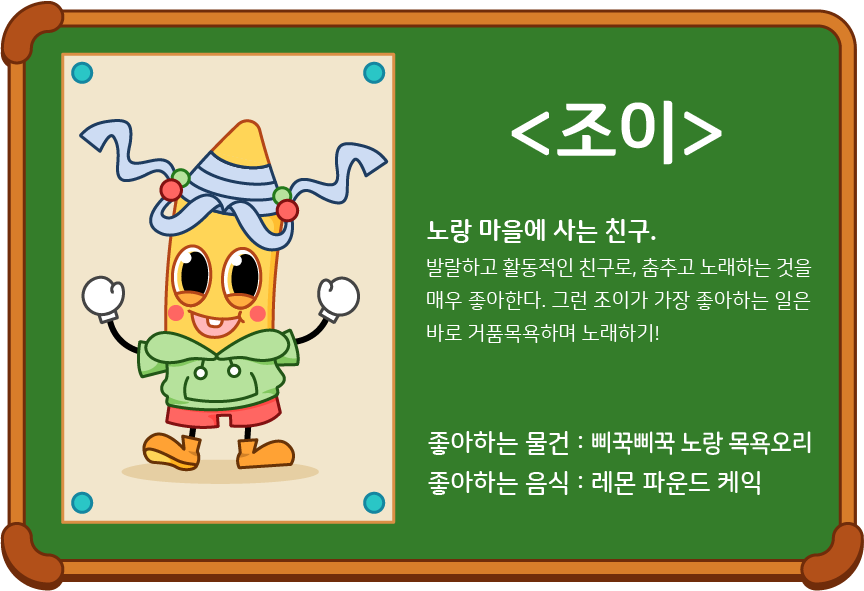 <조이>
노랑 마을에 사는 친구.
발랄하고 활동적인 친구로, 춤추고 노래하는 것을
매우 좋아한다. 그런 조이가 가장 좋아하는 일은
바로 거품목욕하며 노래하기!
좋아하는 물건 : 삐꾹삐꾹 노랑 목욕오리
좋아하는 음식 : 레몬 파운드 케익